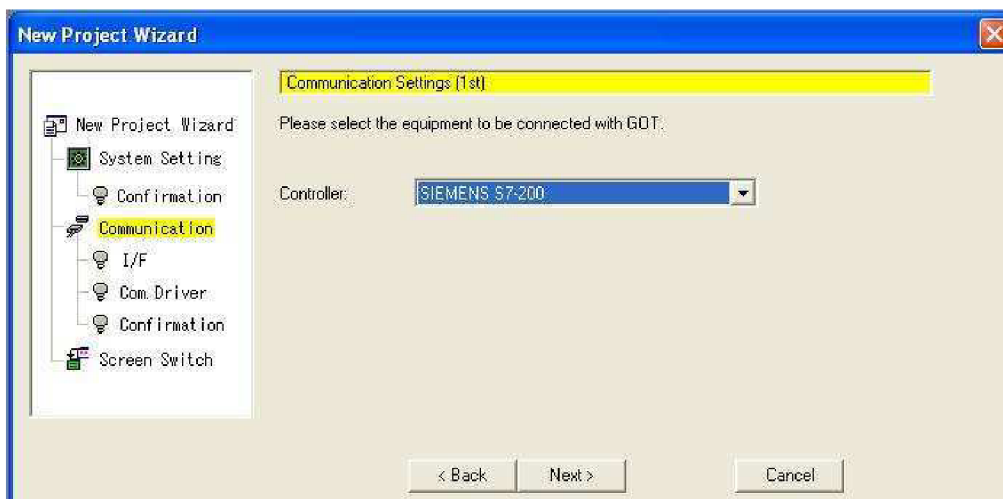 New Project Wizard
New Project Wizard
System Setting
Confirmation
Communication
I/F
Com.Driver
Confirmation
Screen Switch
Communication Settings (1st)
Please select the equipment to be connected with GOT.
Controller:
SIEMENS S7-200
< Back
Next >
Cancel